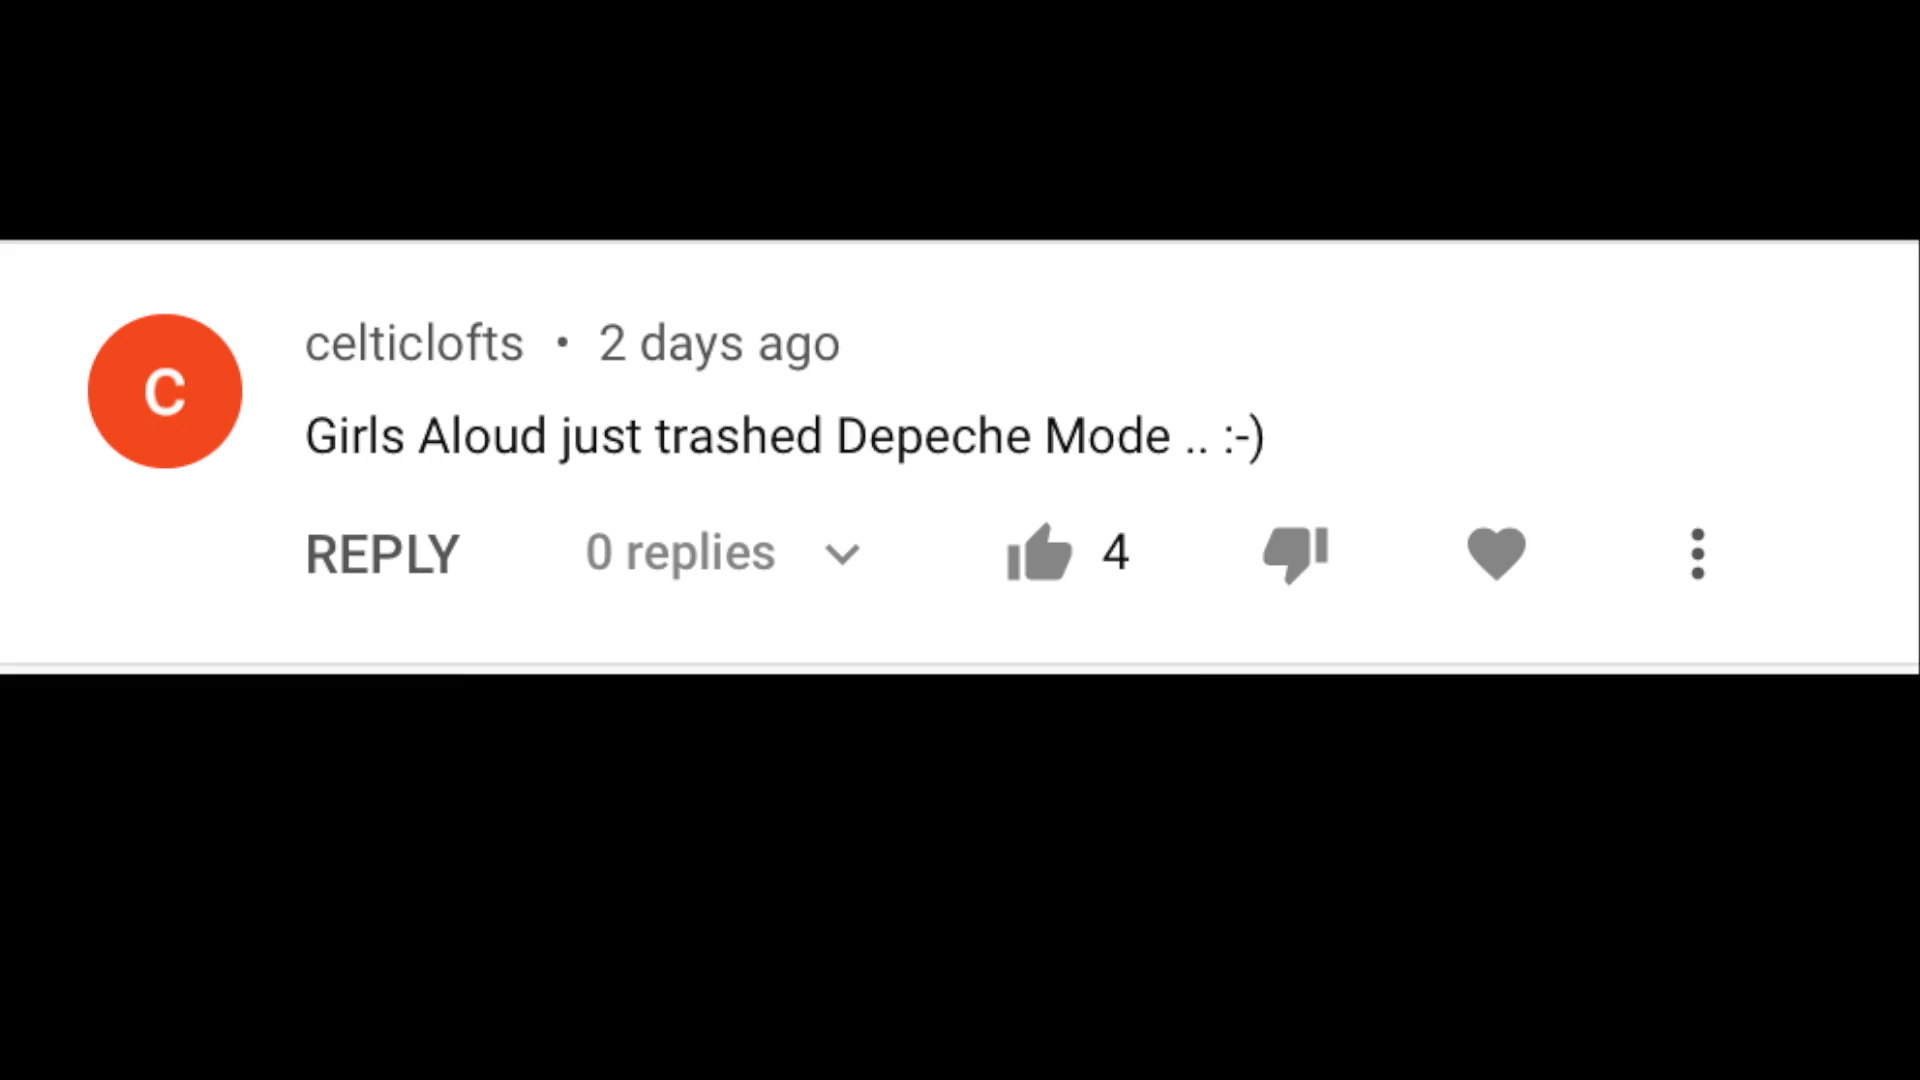 C
celticlofts • 2 days ago
Girls Aloud just trashed Depeche Mode .. :-)
REPLY 0 replies 4